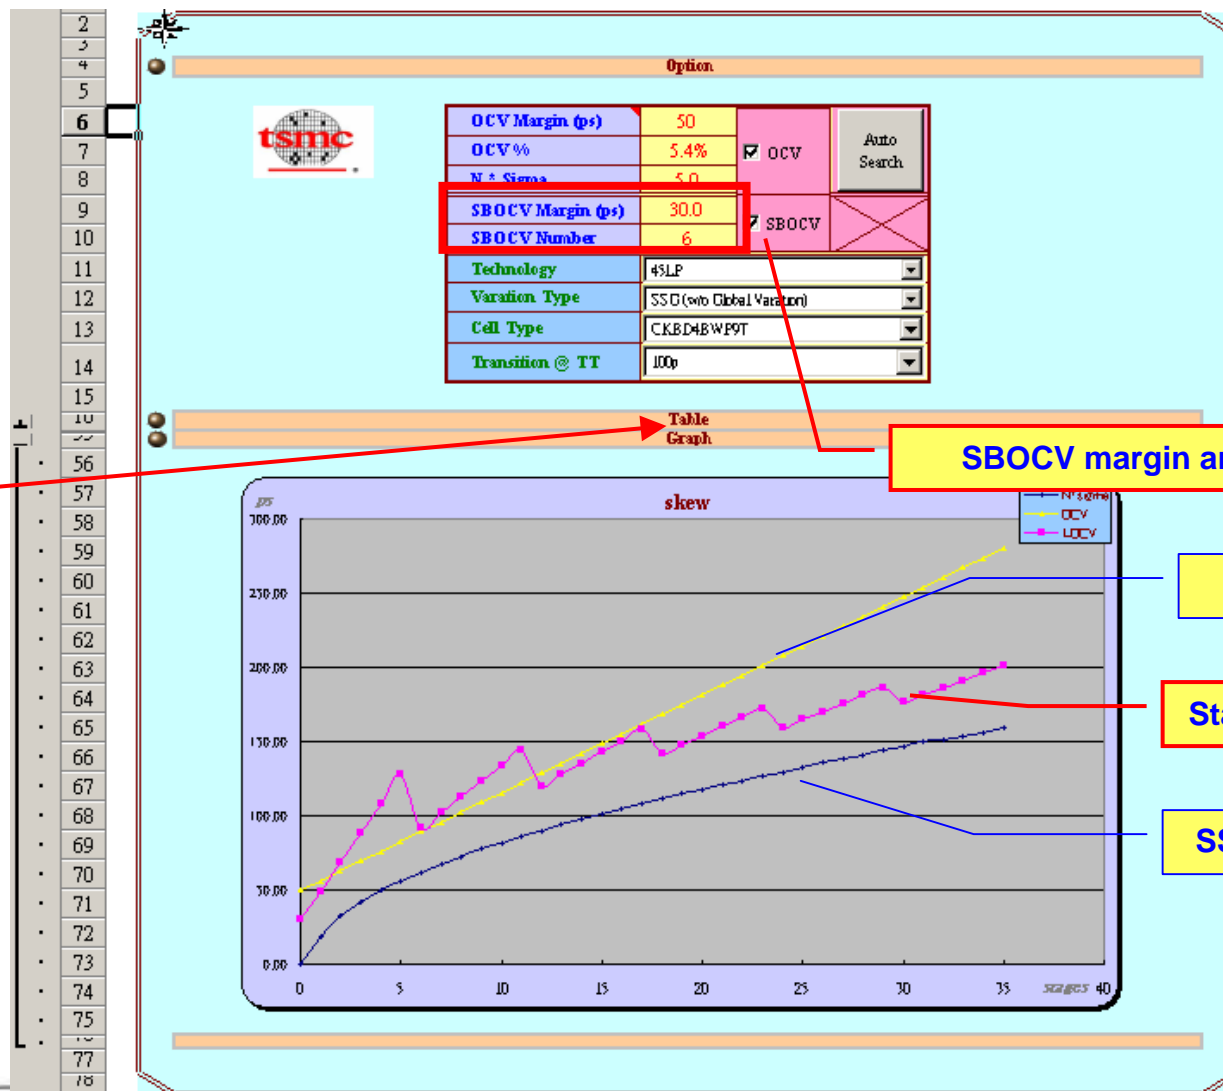 2
3
4
Option
5
6
tsmc
OCV Margin (ps) 50
7
OCV % 5.4% OCV Auto Search
8
N * Sigma 5.0
9
SBOCV Margin (ps) 30.0 SBOCV
10
SBOCV Number 6
11
Technology 45LP
12
Varation Type SSG (w/o Global Varation)
13
Cell Type CKBD4BWP9T
14
Transition @ TT 100p
15
Table
Graph
56
SBOCV margin an
57
ps
skew
N*sigma
OCV
LOCV
58
300.00
59
60
61
250.00
62
63
200.00
64
Sta
65
66
150.00
67
68
100.00
69
SS
70
71
50.00
72
73
0.00
74
0 5 10 15 20 25 30 35 stages 40
75
77
78